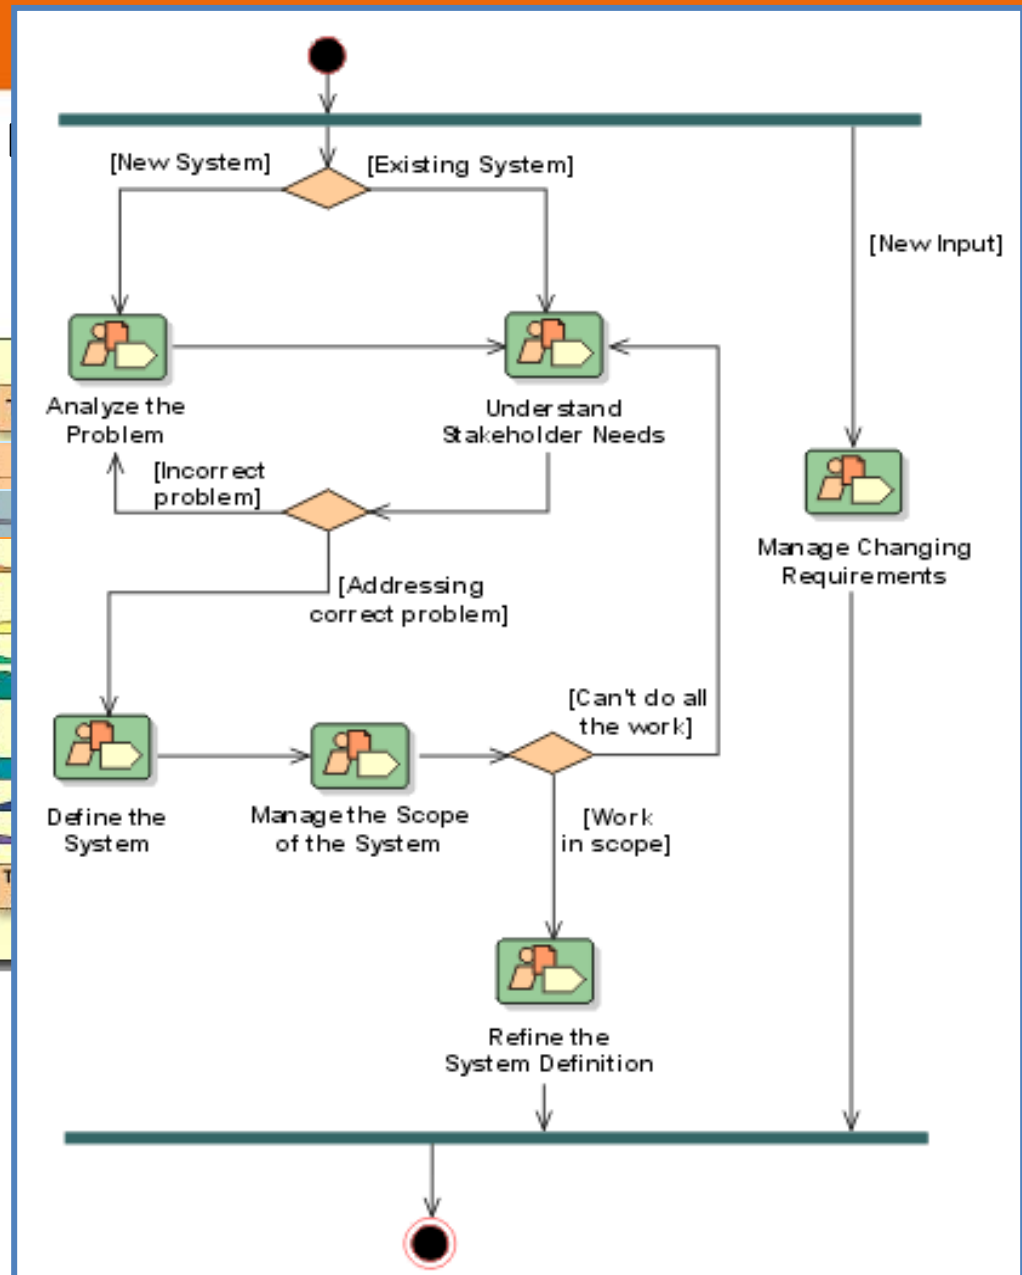 [New System]
[Existing System]
[New Input]
Analyze the
Problem
Understand
Stakeholder Needs
[Incorrect
problem]
Manage Changing
Requirements
[Addressing
correct problem]
[Can't do all
the work]
Define the
System
Manage the Scope
of the System
[Work
in scope]
Refine the
System Definition